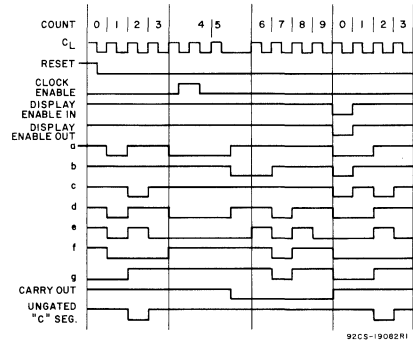 COUNT 0 1 2 3 4 5 6 7 8 9 0 1 2 3
CL
RESET
CLOCK
ENABLE
DISPLAY
ENABLE IN
DISPLAY
ENABLE OUT
a
b
c
d
e
f
g
CARRY OUT
UNGATED
"C" SEG.
92CS-19082R1